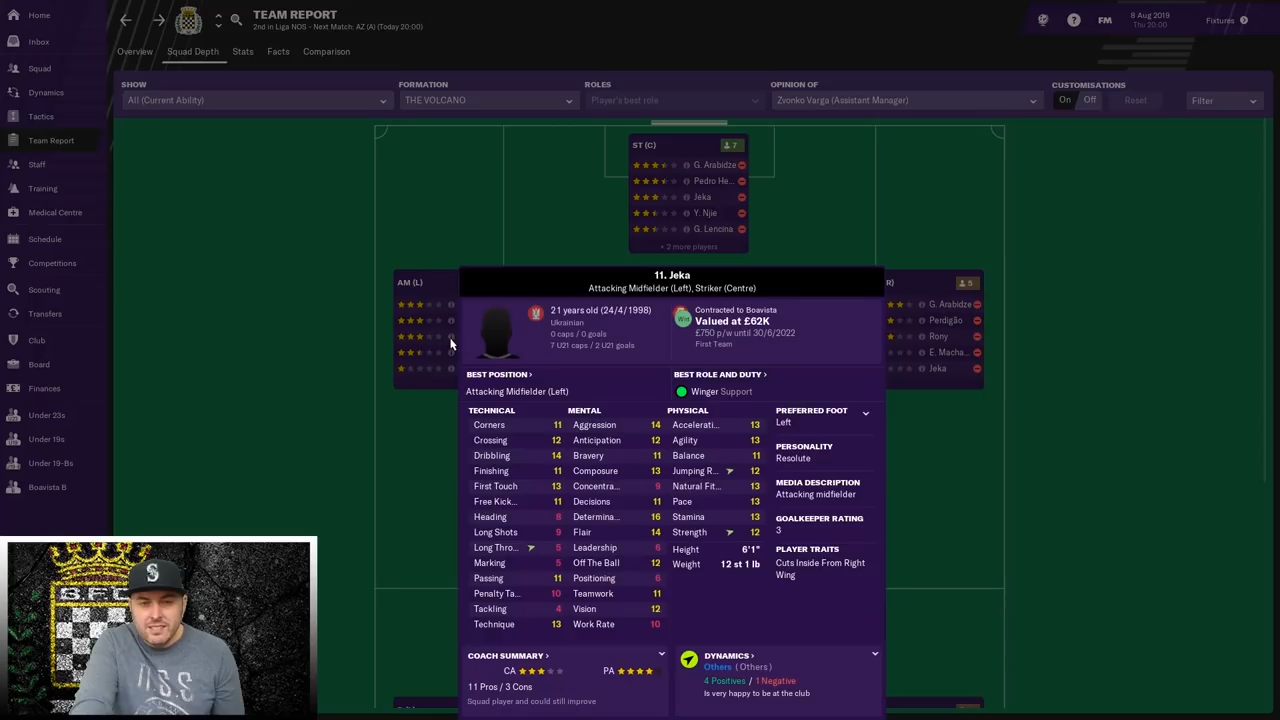 Home
TEAM REPORT
2nd in Liga NOS - Next Match: AZ (A) (Today 20:00)
FM
8 Aug 2019
Thu 20:00
Fixtures
Inbox
Squad
Dynamics
Tactics
Team Report
Staff
Training
Medical Centre
Schedule
Competitions
Scouting
Transfers
Club
Board
Finances
Under 23s
Under 19s
Under 19-Bs
Boavista B
Overview
Squad Depth
Stats
Facts
Comparison
SHOW
FORMATION
ROLES
OPINION OF
CUSTOMISATIONS
All (Current Ability)
THE VOLCANO
Player's best role
Zvonko Varga (Assistant Manager)
On
Off
Reset
Filter
ST (C)
7
G. Arabidze
Pedro He...
Jeka
Y. Njie
G. Lencina
+ 2 more players
AM (L)
R)
5
G. Arabidze
Perdigão
Rony
E. Macha...
Jeka
11. Jeka
Attacking Midfielder (Left), Striker (Centre)
21 years old (24/4/1998)
Ukrainian
0 caps / 0 goals
7 U21 caps / 2 U21 goals
Wnt
Contracted to Boavista
Valued at £62K
£750 p/w until 30/6/2022
First Team
BEST POSITION >
Attacking Midfielder (Left)
BEST ROLE AND DUTY >
Winger Support
TECHNICAL
Corners 11
Crossing 12
Dribbling 14
Finishing 11
First Touch 13
Free Kick... 11
Heading 8
Long Shots 9
Long Thro... 5
Marking 5
Passing 11
Penalty Ta... 10
Tackling 4
Technique 13
MENTAL
Aggression 14
Anticipation 12
Bravery 11
Composure 13
Concentra... 9
Decisions 11
Determina... 16
Flair 14
Leadership 6
Off The Ball 12
Positioning 6
Teamwork 11
Vision 12
Work Rate 10
PHYSICAL
Accelerati... 13
Agility 13
Balance 11
Jumping R... 12
Natural Fit... 13
Pace 13
Stamina 13
Strength 12
Height 6'1"
Weight 12 st 1 lb
PREFERRED FOOT
Left
PERSONALITY
Resolute
MEDIA DESCRIPTION
Attacking midfielder
GOALKEEPER RATING
3
PLAYER TRAITS
Cuts Inside From Right
Wing
COACH SUMMARY >
CA
PA
11 Pros / 3 Cons
Squad player and could still improve
DYNAMICS >
Others (Others)
4 Positives / 1 Negative
Is very happy to be at the club